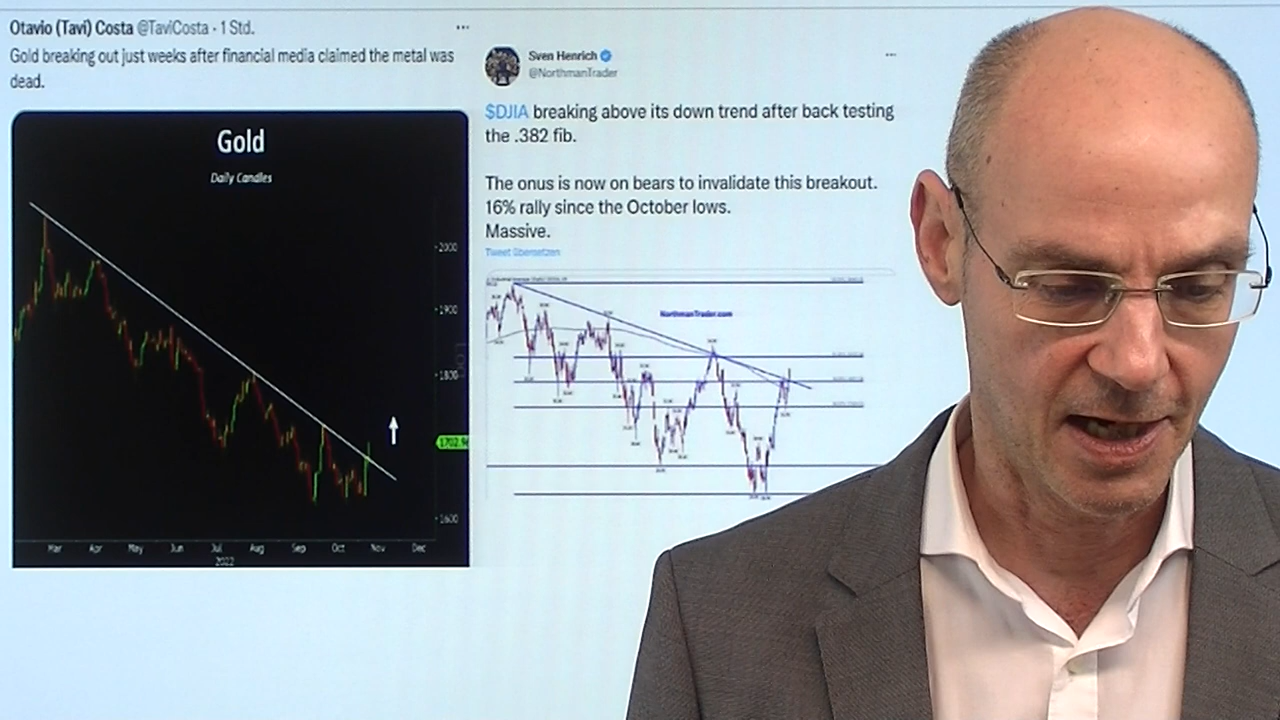 Otavio (Tavi) Costa @TaviCosta · 1 Std.
Gold breaking out just weeks after financial media claimed the metal was
dead.
Gold
Daily Candles
2000
1900
1800
1702.9
1600
Mar Apr May Jun Jul Aug Sep Oct Nov Dec
2022
Sven Henrich
@NorthmanTrader
$DJIA breaking above its down trend after back testing
the .382 fib.
The onus is now on bears to invalidate this breakout.
16% rally since the October lows.
Massive.
Tweet übersetzen
NorthmanTrader.com